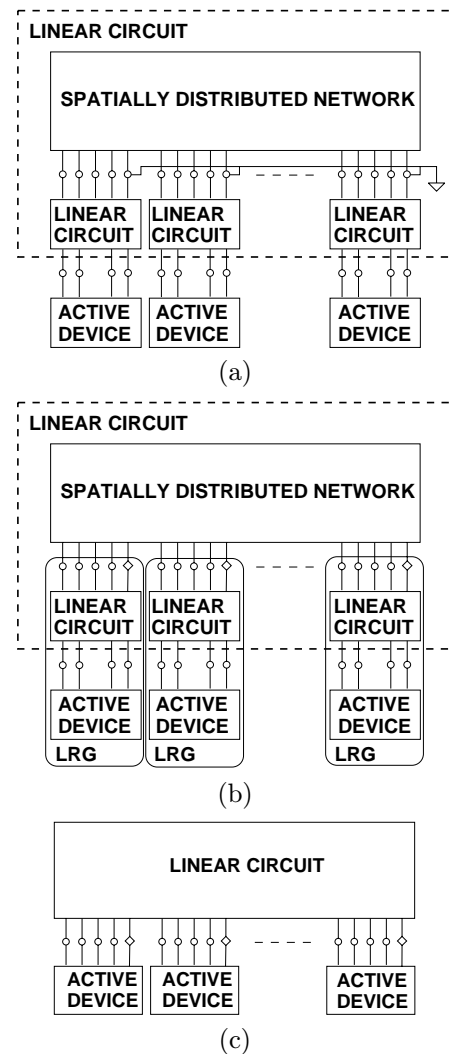 LINEAR CIRCUIT
SPATIALLY DISTRIBUTED NETWORK
LINEAR CIRCUIT LINEAR CIRCUIT LINEAR CIRCUIT
ACTIVE DEVICE ACTIVE DEVICE ACTIVE DEVICE
(a)
LINEAR CIRCUIT
SPATIALLY DISTRIBUTED NETWORK
LINEAR CIRCUIT LINEAR CIRCUIT LINEAR CIRCUIT
ACTIVE DEVICE ACTIVE DEVICE ACTIVE DEVICE
LRG LRG LRG
(b)
LINEAR CIRCUIT
ACTIVE DEVICE ACTIVE DEVICE ACTIVE DEVICE
(c)